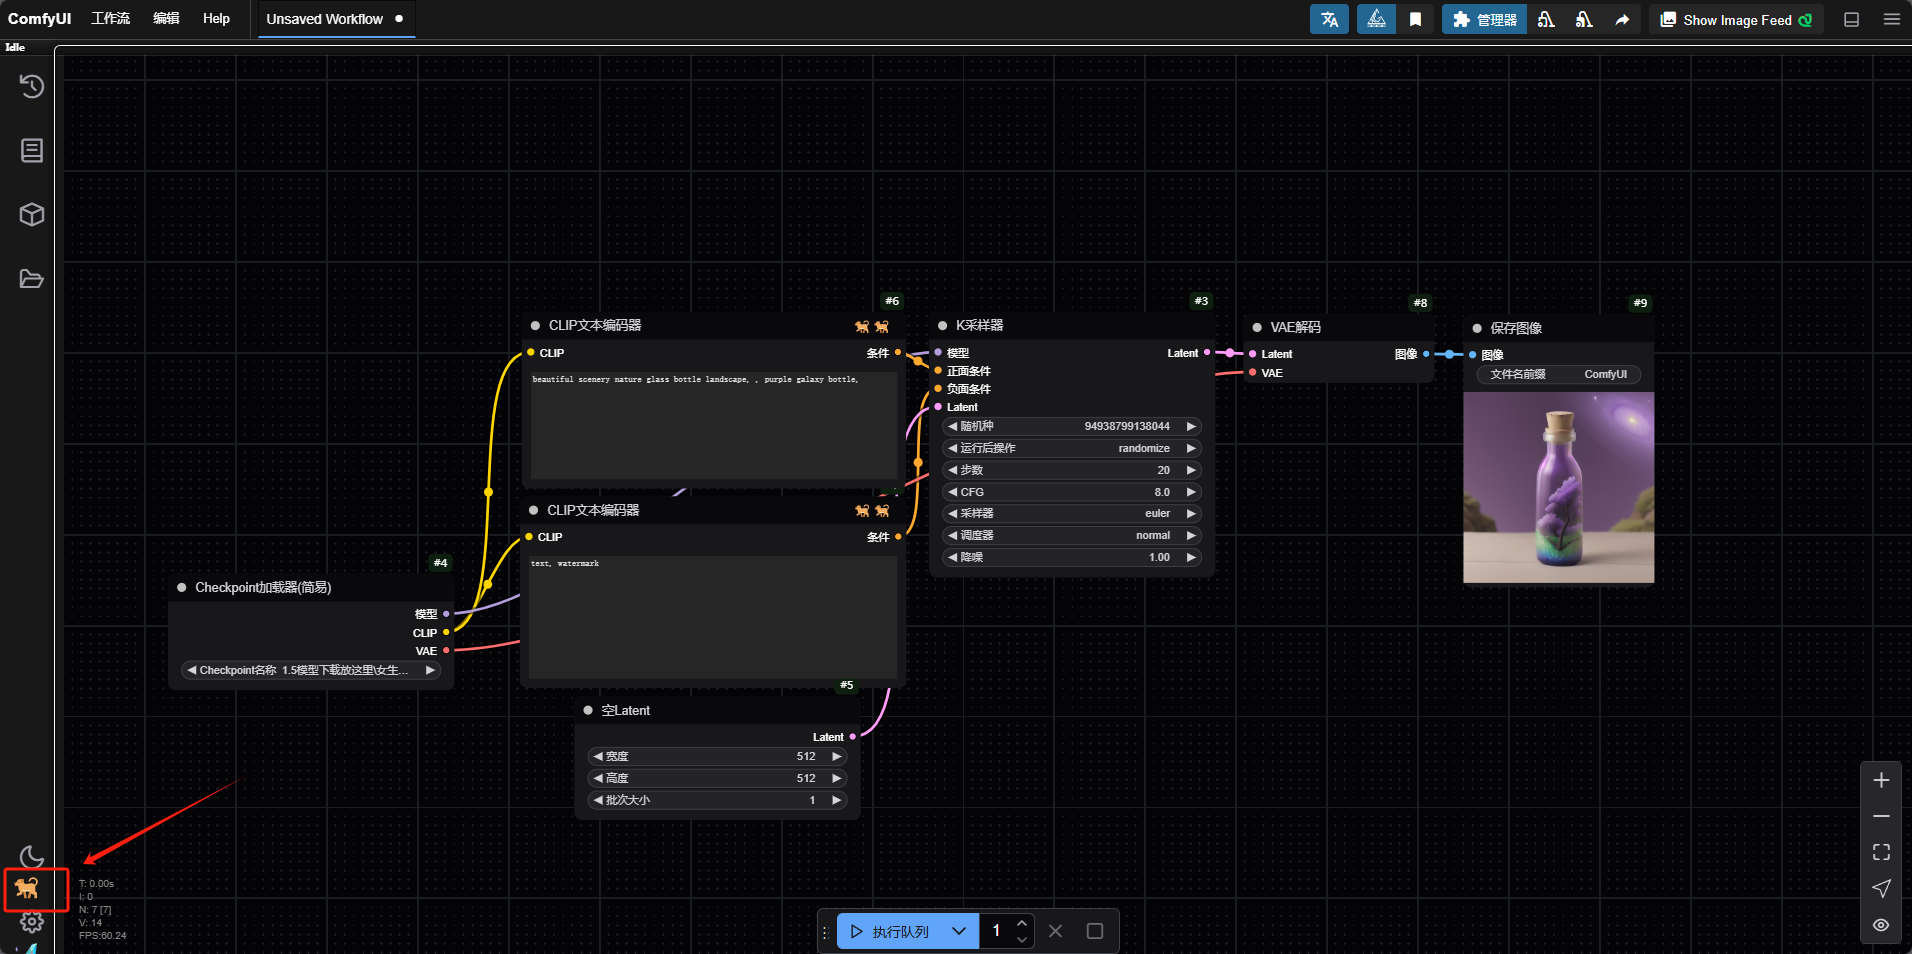 ComfyUI 工作流 编辑 Help Unsaved Workflow 管理器 Show Image Feed
Idle
#6
CLIP文本编码器
CLIP 条件
beautiful scenery nature glass bottle landscape, , purple galaxy bottle,
#3
K采样器
模型 Latent
正面条件
负面条件
Latent
随机种 94938799138044
运行后操作 randomize
步数 20
CFG 8.0
采样器 euler
调度器 normal
降噪 1.00
#8
VAE解码
Latent 图像
VAE
#9
保存图像
图像
文件名前缀 ComfyUI
CLIP文本编码器
CLIP 条件
text, watermark
#4
Checkpoint加载器(简易)
模型
CLIP
VAE
Checkpoint名称 1.5模型下载放这里\女生...
#5
空Latent
Latent
宽度 512
高度 512
批次大小 1
T: 0.00s
I: 0
N: 7 [7]
V: 14
FPS:60.24
执行队列 1